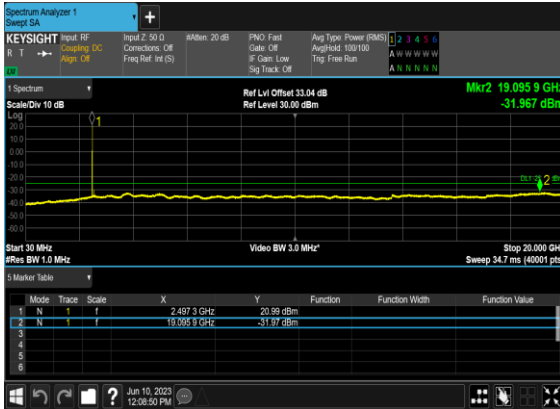 Spectrum Analyzer 1
Swept SA
+
KEYSIGHT Input: RF Input Z: 50 Ω #Atten: 20 dB PNO: Fast Avg Type: Power (RMS) 1 2 3 4 5 6
R T Coupling: DC Corrections: Off Gate: Off Avg|Hold: 100/100 A W W W W W
Align: Off Freq Ref: Int (S) IF Gain: Low Trig: Free Run
Sig Track: Off A N N N N N
1 Spectrum Ref Lvl Offset 33.04 dB Mkr2 19.095 9 GHz
Scale/Div 10 dB Ref Level 30.00 dBm -31.967 dBm
Log
20.0
10.0
0.00
-10.0
-20.0
-30.0
-40.0
-50.0
-60.0
1
2
Start 30 MHz Video BW 3.0 MHz* Stop 20.000 GH
#Res BW 1.0 MHz Sweep 34.7 ms (40001 pts
5 Marker Table
Mode Trace Scale X Y Function Function Width Function Value
1 N 1 f 2.497 3 GHz 20.99 dBm
2 N 1 f 19.095 9 GHz -31.97 dBm
3
4
5
6
Jun 10, 2023
12:08:50 PM